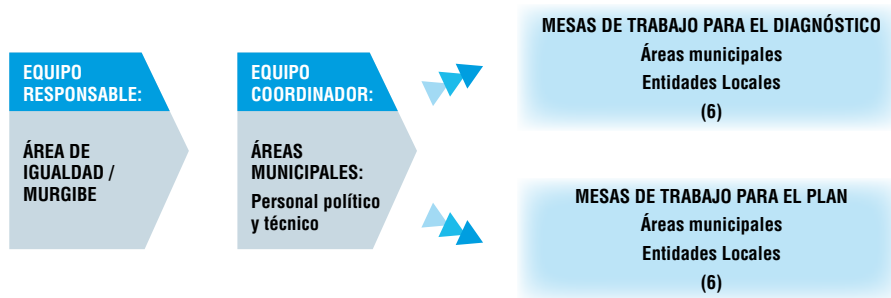 EQUIPO
RESPONSABLE:
ÁREA DE
IGUALDAD /
MURGIBE
EQUIPO
COORDINADOR:
ÁREAS
MUNICIPALES:
Personal político
y técnico
MESAS DE TRABAJO PARA EL DIAGNÓSTICO
Áreas municipales
Entidades Locales
(6)
MESAS DE TRABAJO PARA EL PLAN
Áreas municipales
Entidades Locales
(6)